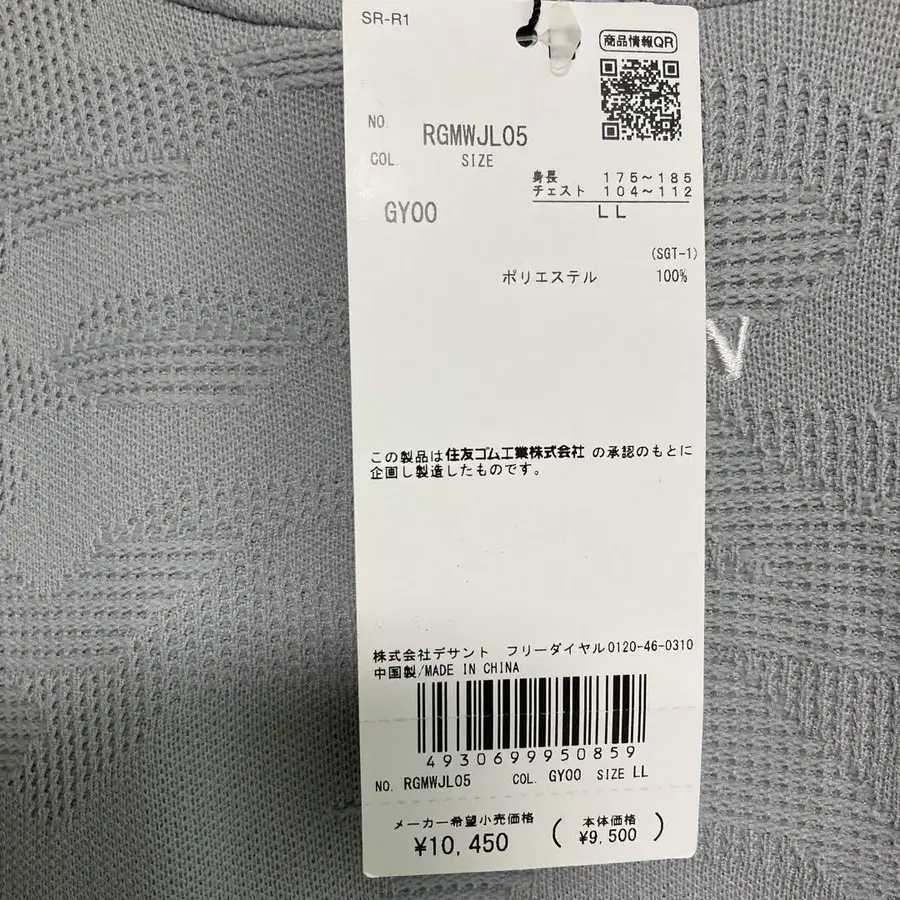 SR-R1
商品情報QR
NO. RGMWJL05
COL. SIZE
身長 175~185
チェスト 104~112
GY00 LL
(SGT-1)
ポリエステル 100%
N
この製品は住友ゴム工業株式会社の承認のもとに
企画し製造したものです。
株式会社デサント フリーダイヤル0120-46-0310
中国製/MADE IN CHINA
4930699950859
NO. RGMWJL05 COL. GY00 SIZE LL
メーカー希望小売価格 (本体価格
¥10,450 ¥9,500)